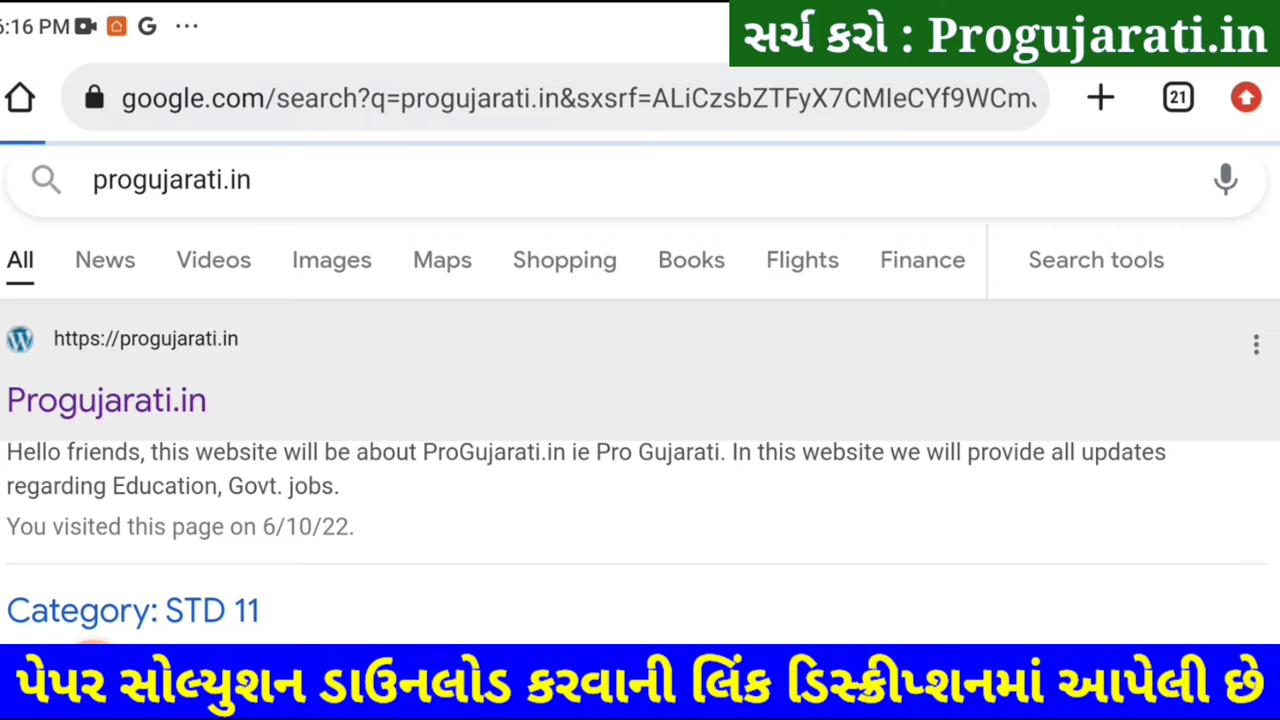 6:16 PM
સર્ચ કરો : Progujarati.in
google.com/search?q=progujarati.in&sxsrf=ALiCzsbZTFyX7CMIeCYf9WCm
21
progujarati.in
All News Videos Images Maps Shopping Books Flights Finance Search tools
https://progujarati.in
Progujarati.in
Hello friends, this website will be about ProGujarati.in ie Pro Gujarati. In this website we will provide all updates
regarding Education, Govt. jobs.
You visited this page on 6/10/22.
Category: STD 11
પેપર સોલ્યુશન ડાઉનલોડ કરવાની લિંક ડિસ્ક્રીપ્શનમાં આપેલી છે